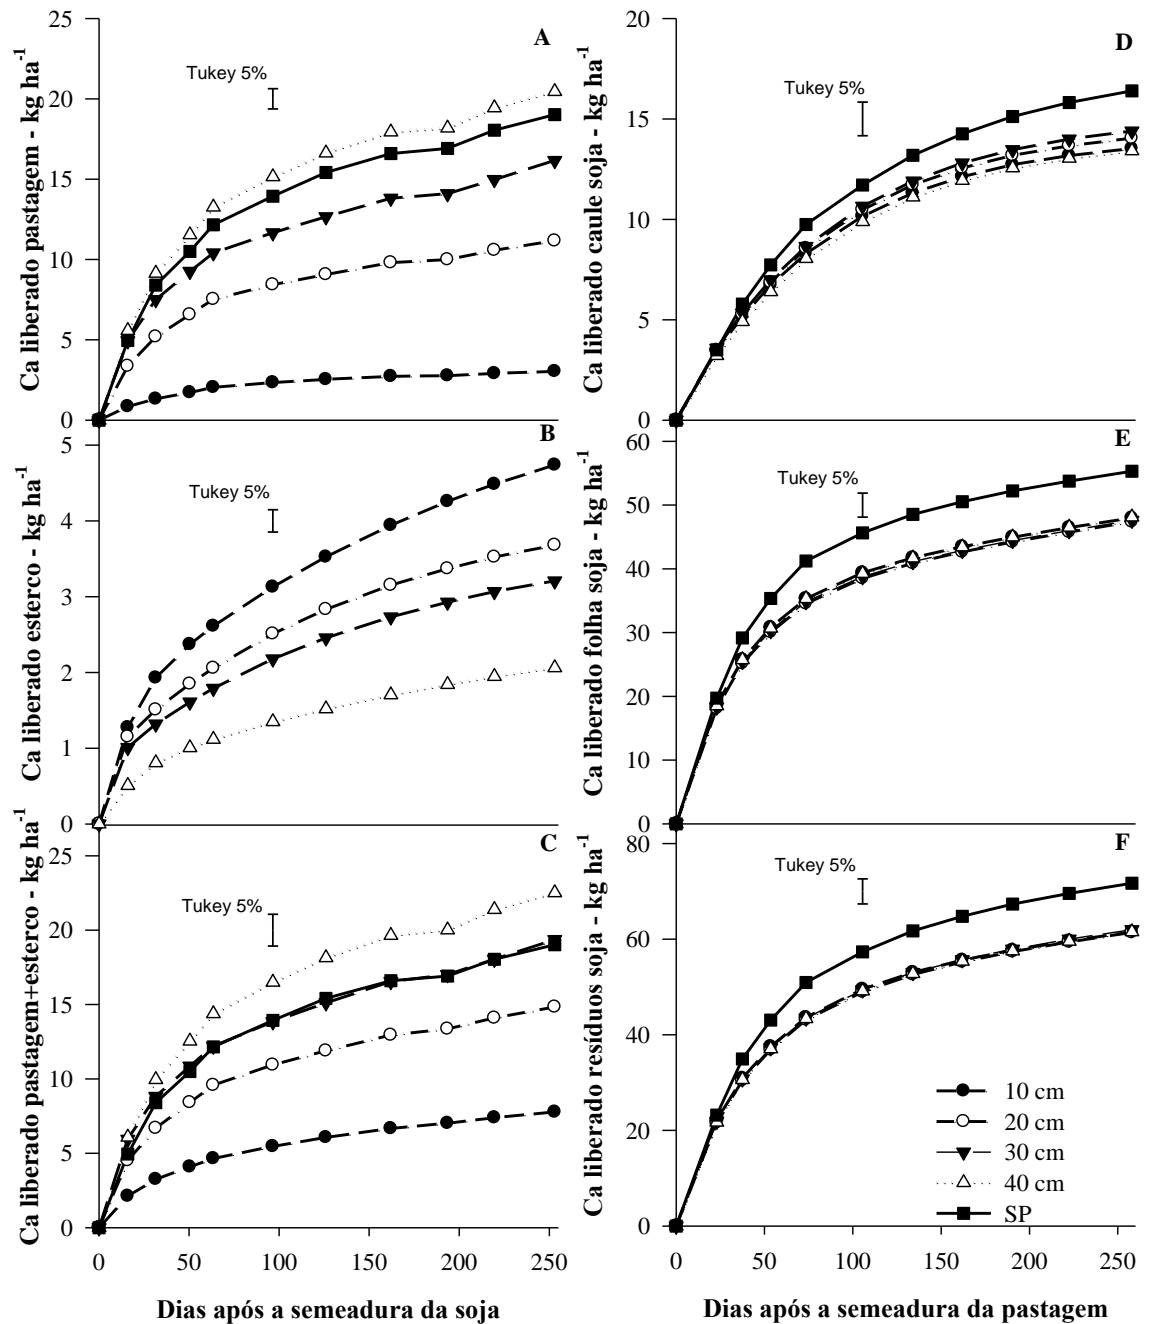 A
Ca liberado pastagem - kg ha-1
25
20
15
10
5
0
Tukey 5%
B
Ca liberado esterco - kg ha-1
5
4
3
2
1
0
Tukey 5%
C
Ca liberado pastagem+esterco - kg ha-1
25
20
15
10
5
0
Tukey 5%
0 50 100 150 200 250
Dias após a semeadura da soja
D
Ca liberado caule soja - kg ha-1
20
15
10
5
0
Tukey 5%
E
Ca liberado folha soja - kg ha-1
60
50
40
30
20
10
0
Tukey 5%
F
Ca liberado resíduos soja - kg ha-1
80
60
40
20
0
Tukey 5%
10 cm
20 cm
30 cm
40 cm
SP
0 50 100 150 200 250
Dias após a semeadura da pastagem